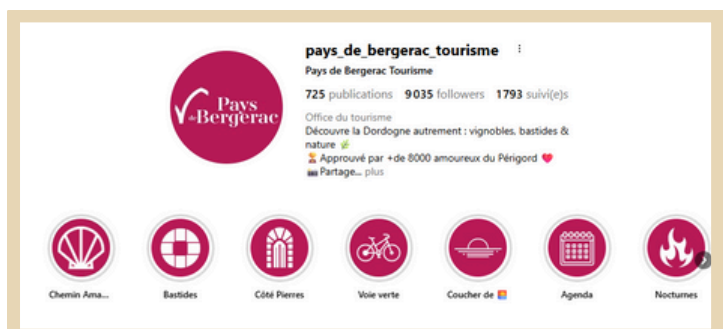 pays_de_bergerac_tourisme
Pays de Bergerac Tourisme
725 publications 9 035 followers 1793 suivi(e)s
Office du tourisme
Découvre la Dordogne autrement : vignobles, bastides &
nature 🌿
🏆 Approuvé par +de 8000 amoureux du Périgord ❤️
📷 Partage... plus
Pays
de Bergerac
Chemin Ama...
Bastides
Côté Pierres
Voie verte
Coucher de 🌅
Agenda
Nocturnes